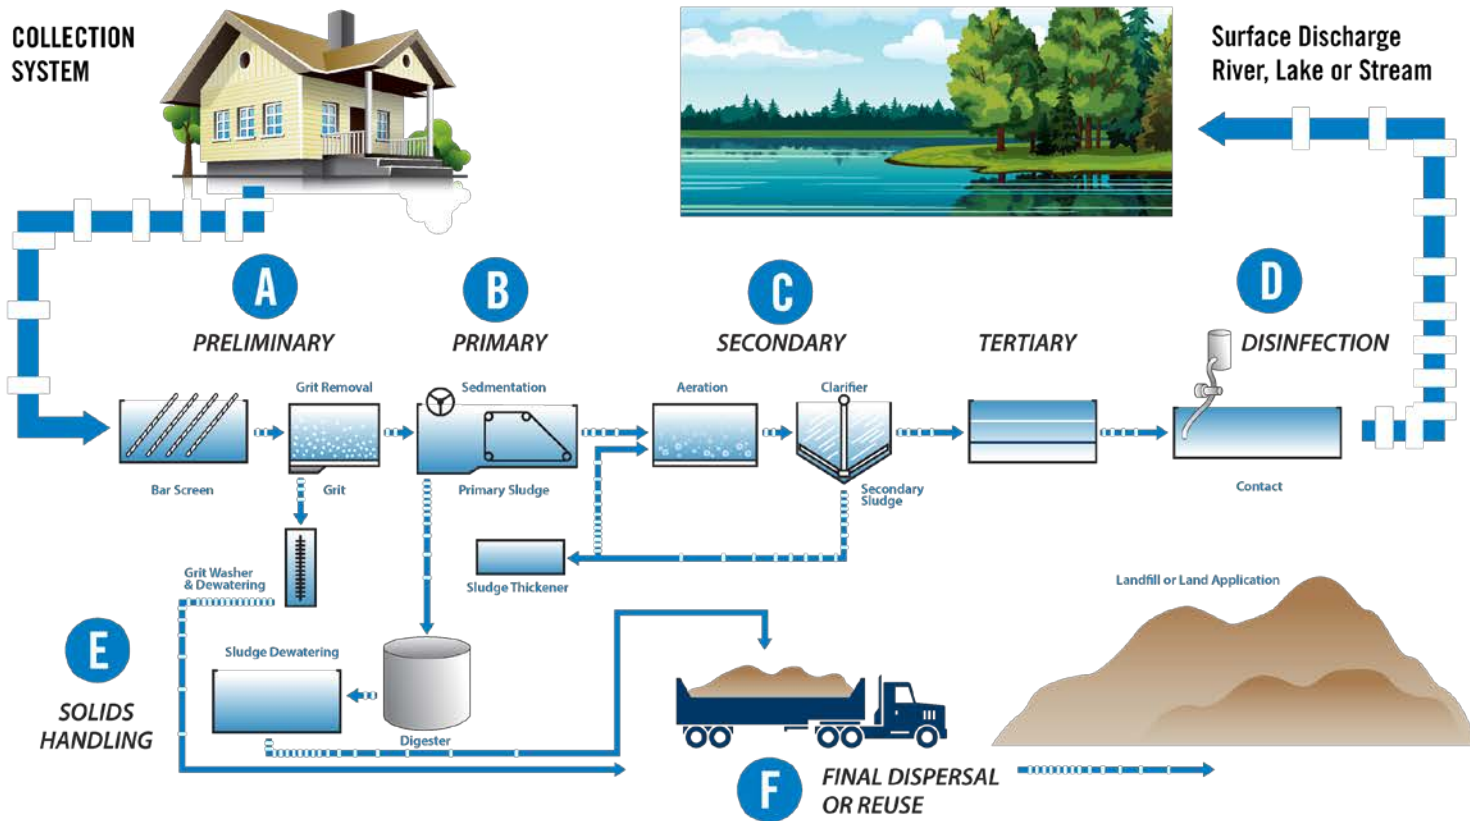 COLLECTION
SYSTEM
Surface Discharge
River, Lake or Stream
A
PRELIMINARY
B
PRIMARY
C
SECONDARY
TERTIARY
D
DISINFECTION
Grit Removal
Sedimentation
Aeration
Clarifier
Bar Screen
Grit
Primary Sludge
Secondary
Sludge
Contact
Grit Washer
& Dewatering
Sludge Thickener
Landfill or Land Application
E
SOLIDS
HANDLING
Sludge Dewatering
Digester
F
FINAL DISPERSAL
OR REUSE